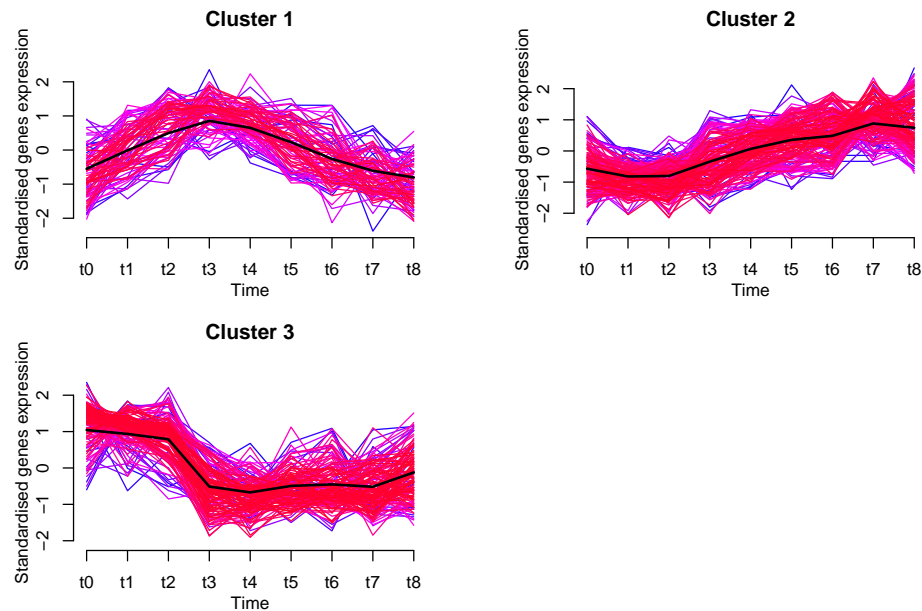 Cluster 1
Standardised genes expression
2
1
0
−1
−2
t0 t1 t2 t3 t4 t5 t6 t7 t8
Time
Cluster 2
Standardised genes expression
2
1
0
−1
−2
t0 t1 t2 t3 t4 t5 t6 t7 t8
Time
Cluster 3
Standardised genes expression
2
1
0
−1
−2
t0 t1 t2 t3 t4 t5 t6 t7 t8
Time